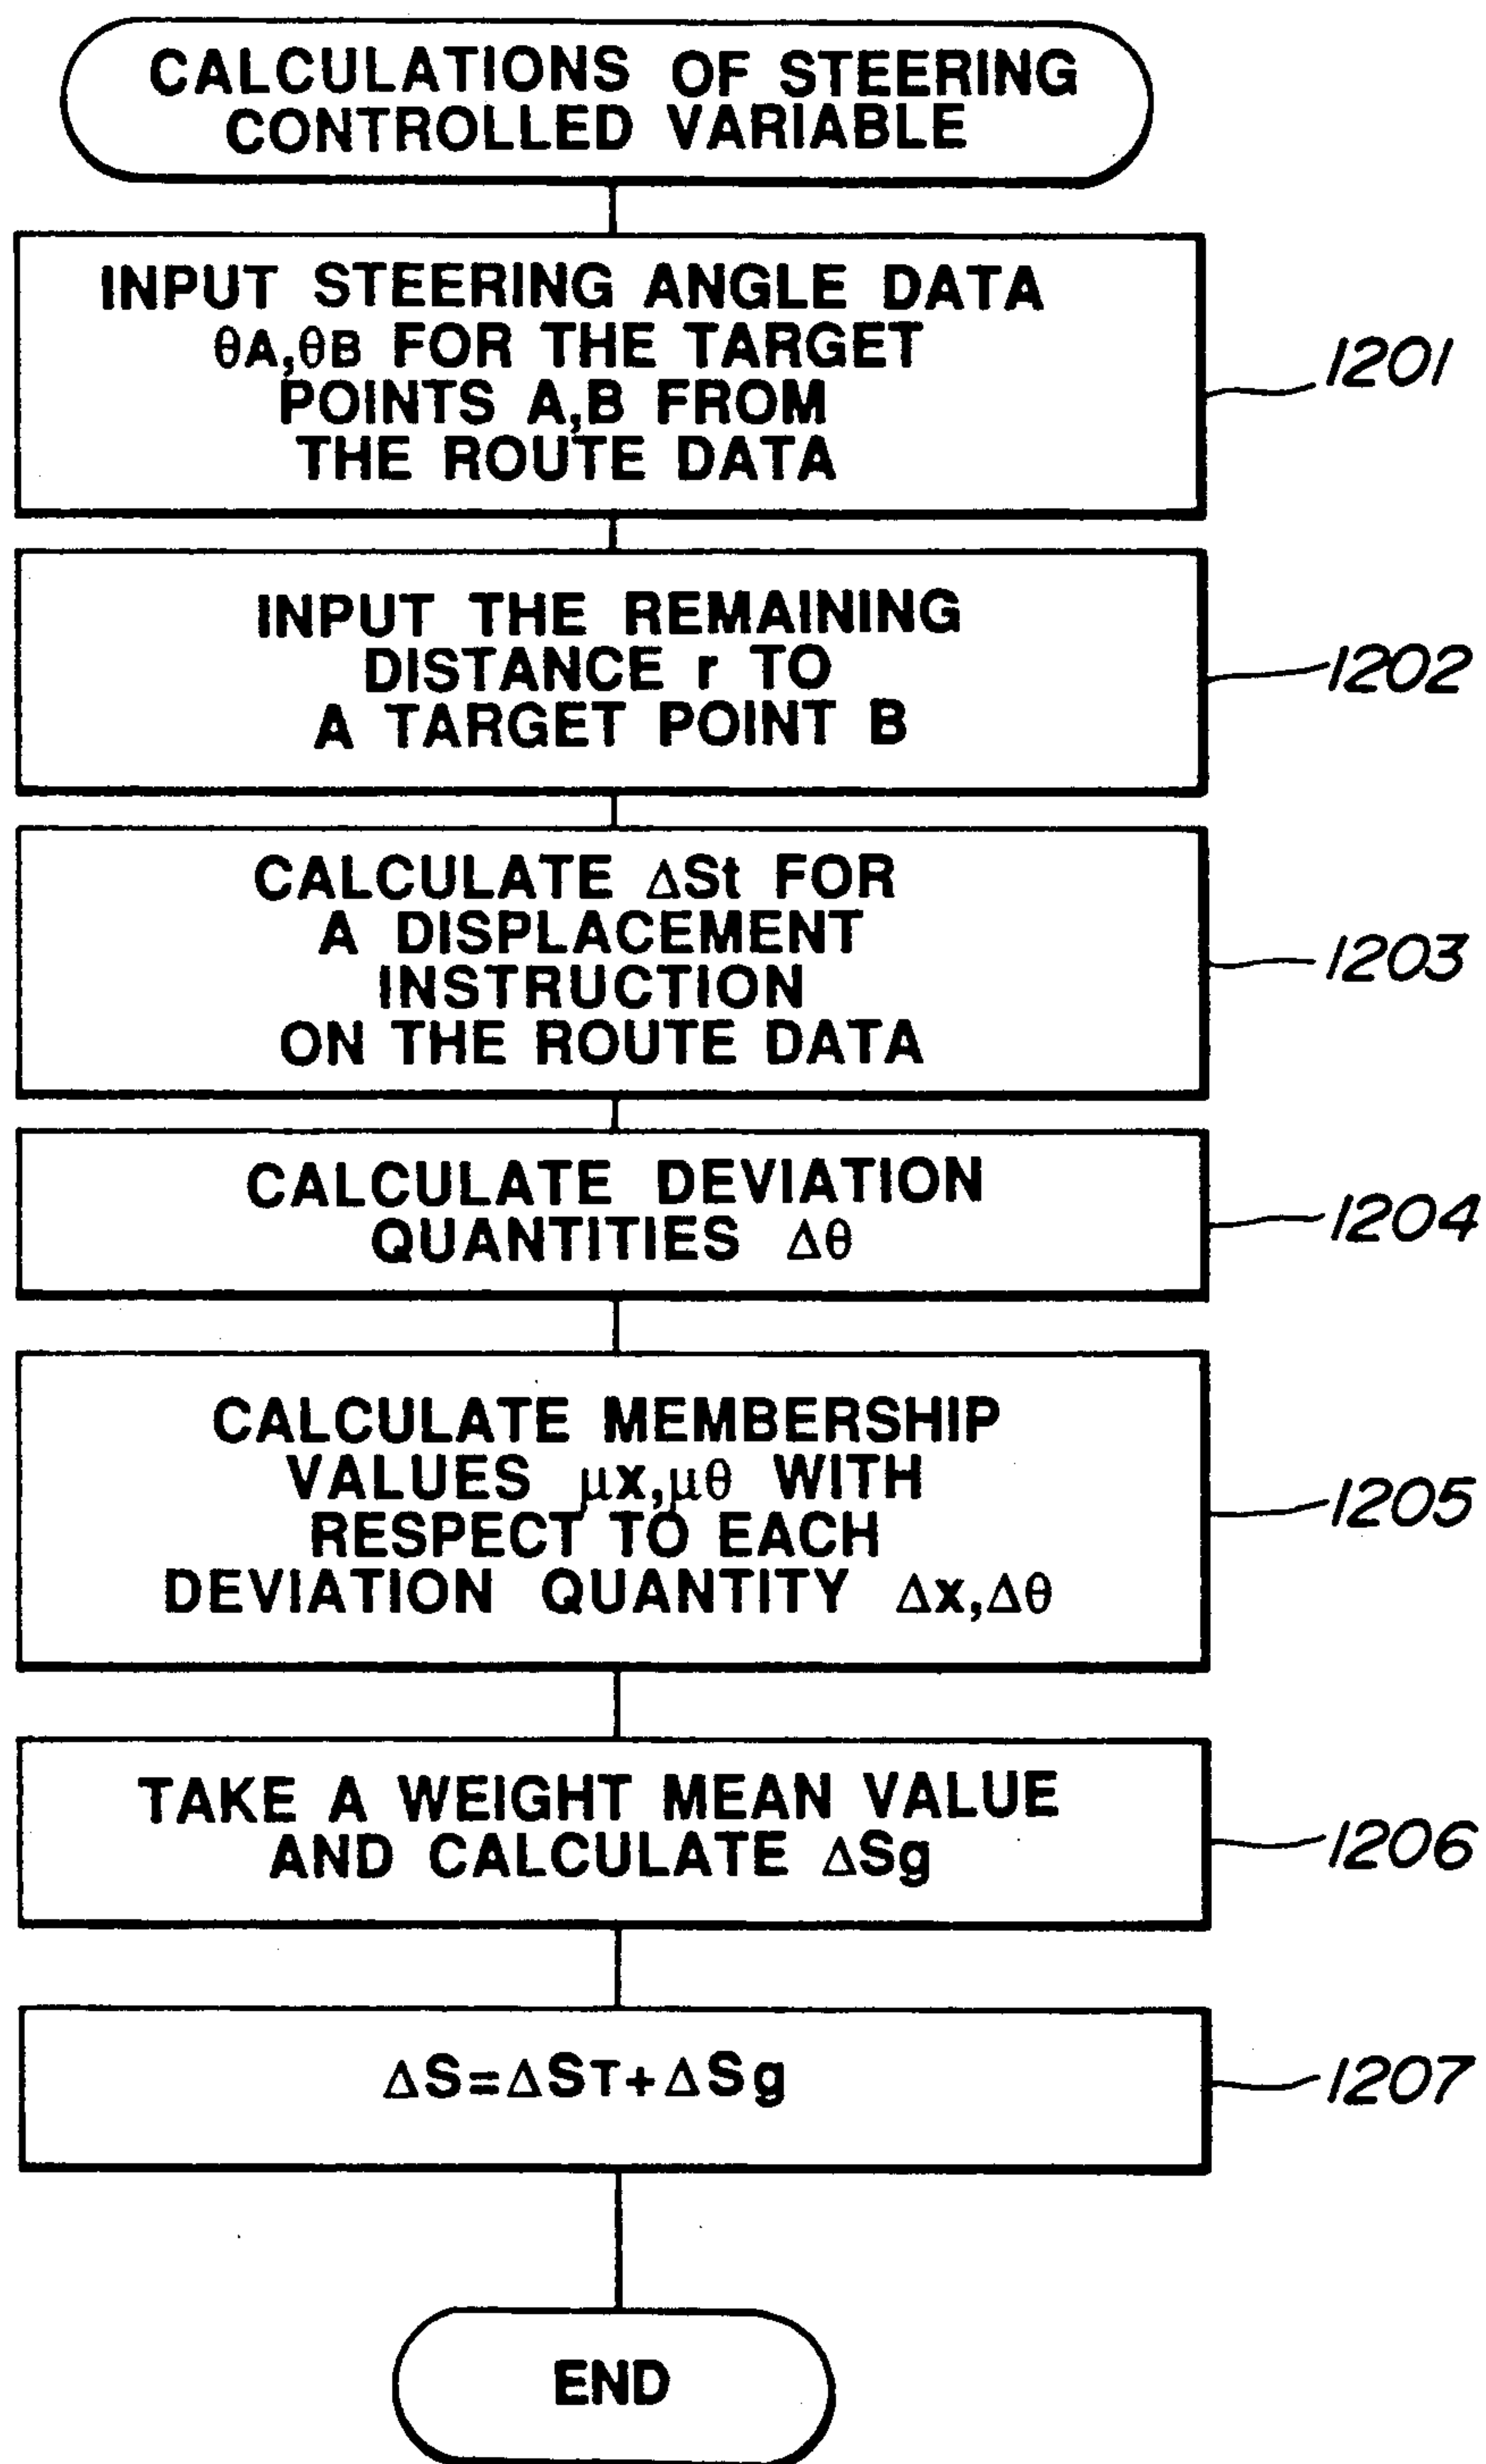 CALCULATIONS OF STEERING
CONTROLLED VARIABLE
INPUT STEERING ANGLE DATA
θA,θB FOR THE TARGET
POINTS A,B FROM
THE ROUTE DATA
1201
INPUT THE REMAINING
DISTANCE r TO
A TARGET POINT B
1202
CALCULATE ΔSt FOR
A DISPLACEMENT
INSTRUCTION
ON THE ROUTE DATA
1203
CALCULATE DEVIATION
QUANTITIES Δθ
1204
CALCULATE MEMBERSHIP
VALUES μx,μθ WITH
RESPECT TO EACH
DEVIATION QUANTITY Δx,Δθ
1205
TAKE A WEIGHT MEAN VALUE
AND CALCULATE ΔSg
1206
ΔS=ΔST+ΔSg
1207
END